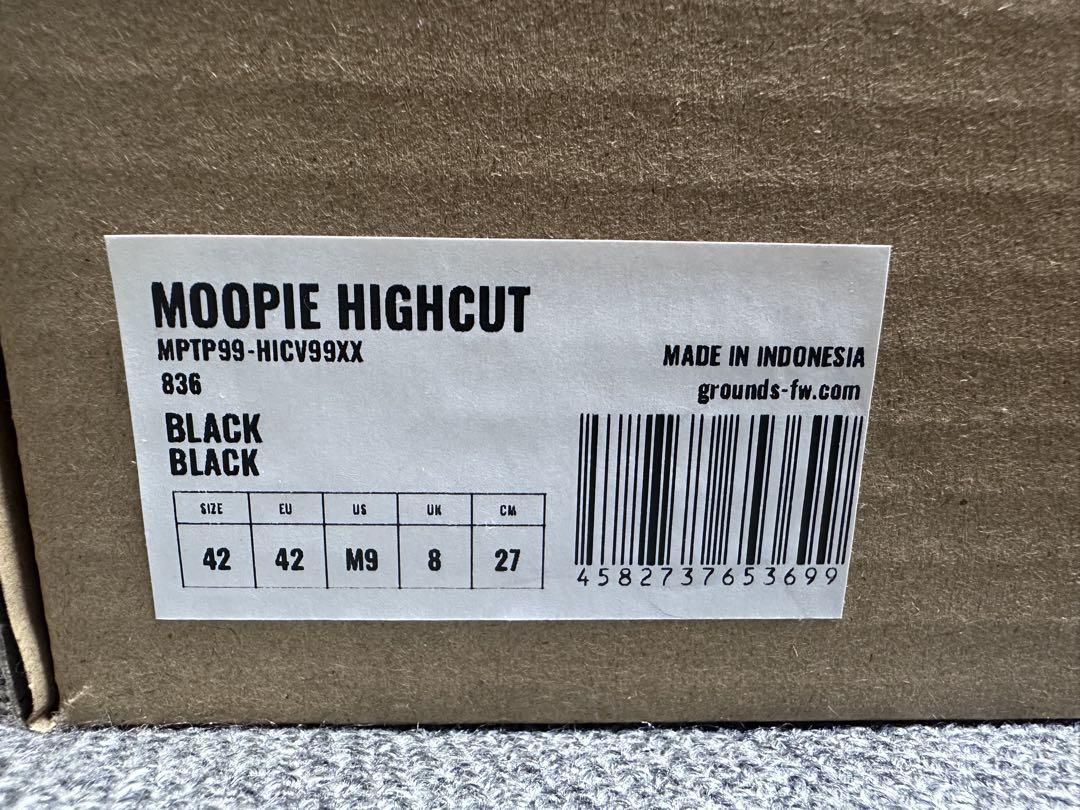 MOOPIE HIGHCUT
MPTP99-HICV99XX
836
BLACK
BLACK
MADE IN INDONESIA
grounds-fw.com
SIZE EU US UK CM
42 42 M9 8 27
4582737653699